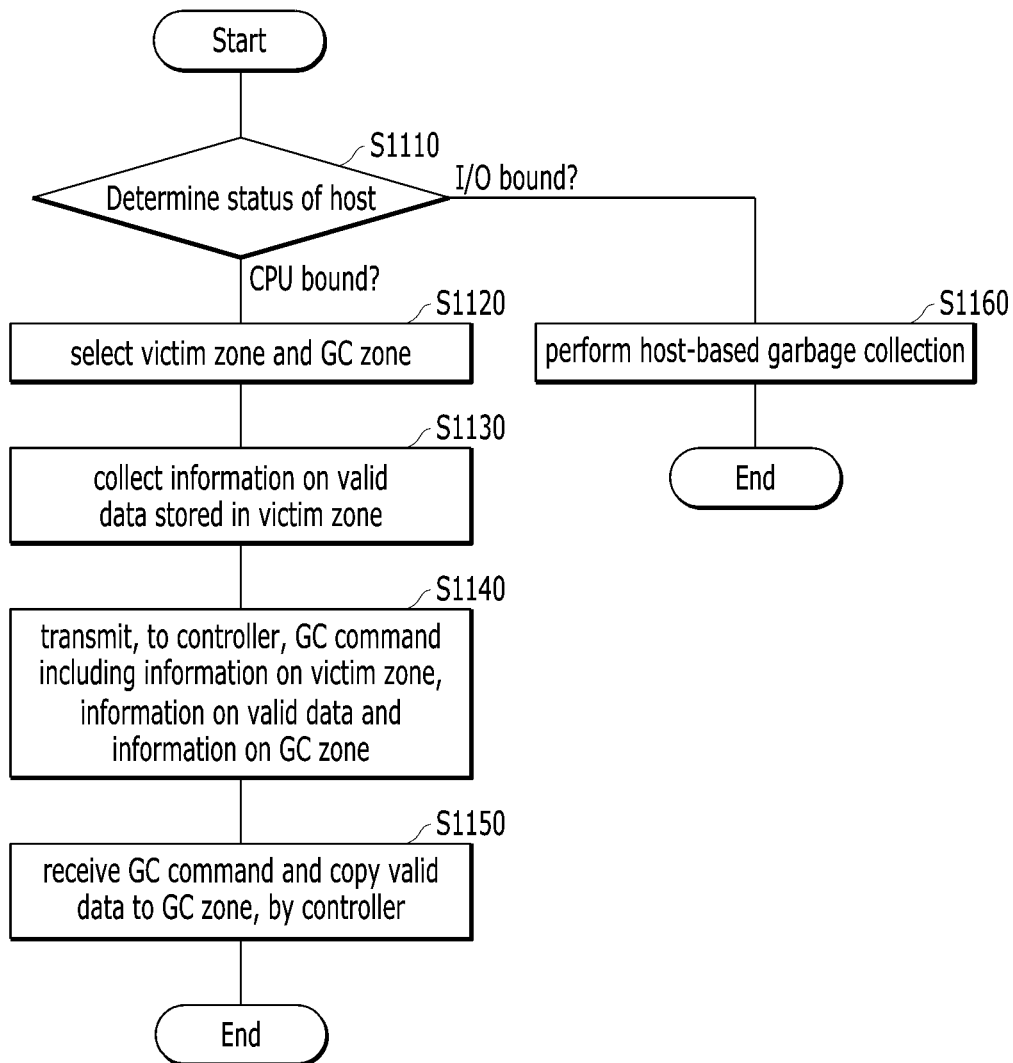 Start
S1110
Determine status of host
I/O bound?
CPU bound?
S1120
select victim zone and GC zone
S1160
perform host-based garbage collection
S1130
collect information on valid
data stored in victim zone
End
S1140
transmit, to controller, GC command
including information on victim zone,
information on valid data and
information on GC zone
S1150
receive GC command and copy valid
data to GC zone, by controller
End